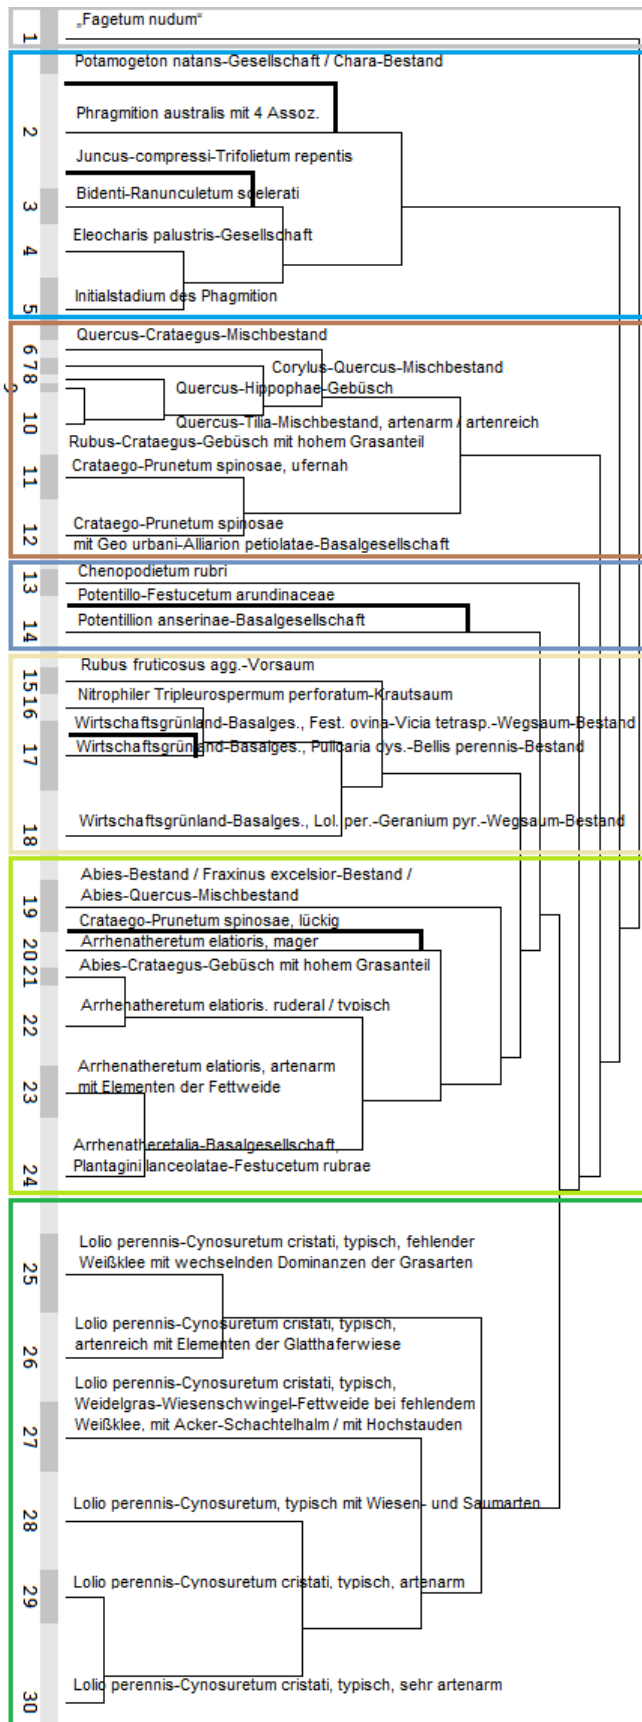 1
„Fagetum nudum“
Potamogeton natans-Gesellschaft / Chara-Bestand
2
Phragmition australis mit 4 Assoz.
Juncus-compressi-Trifolietum repentis
3
Bidenti-Ranunculetum scelerati
4
Eleocharis palustris-Gesellschaft
5
Initialstadium des Phagmition
6
Quercus-Crataegus-Mischbestand
7
Corylus-Quercus-Mischbestand
8
Quercus-Hippophae-Gebüsch
9
10
Quercus-Tilia-Mischbestand, artenarm / artenreich
Rubus-Crataegus-Gebüsch mit hohem Grasanteil
11
Crataego-Prunetum spinosae, ufernah
12
Crataego-Prunetum spinosae
mit Geo urbani-Alliarion petiolatae-Basalgesellschaft
13
Chenopodietum rubri
Potentillo-Festucetum arundinaceae
14
Potentillion anserinae-Basalgesellschaft
15
Rubus fruticosus agg.-Vorsaum
16
Nitrophiler Tripleurospermum perforatum-Krautsaum
Wirtschaftsgrünland-Basalges., Fest. ovina-Vicia tetrasp.-Wegsaum-Bestand
17
Wirtschaftsgrünland-Basalges., Pulicaria dys.-Bellis perennis-Bestand
18
Wirtschaftsgrünland-Basalges., Lol. per.-Geranium pyr.-Wegsaum-Bestand
19
Abies-Bestand / Fraxinus excelsior-Bestand /
Abies-Quercus-Mischbestand
Crataego-Prunetum spinosae, lückig
20
Arrhenatheretum elatioris, mager
21
Abies-Crataegus-Gebüsch mit hohem Grasanteil
22
Arrhenatheretum elatioris. ruderal / typisch
23
Arrhenatheretum elatioris, artenarm
mit Elementen der Fettweide
24
Arrhenatheretalia-Basalgesellschaft,
Plantagini lanceolatae-Festucetum rubrae
25
Lolio perennis-Cynosuretum cristati, typisch, fehlender
Weißklee mit wechselnden Dominanzen der Grasarten
26
Lolio perennis-Cynosuretum cristati, typisch,
artenreich mit Elementen der Glatthaferwiese
27
Lolio perennis-Cynosuretum cristati, typisch,
Weidelgras-Wiesenschwingel-Fettweide bei fehlendem
Weißklee, mit Acker-Schachtelhalm / mit Hochstauden
28
Lolio perennis-Cynosuretum, typisch mit Wiesen- und Saumarten
29
Lolio perennis-Cynosuretum cristati, typisch, artenarm
30
Lolio perennis-Cynosuretum cristati, typisch, sehr artenarm